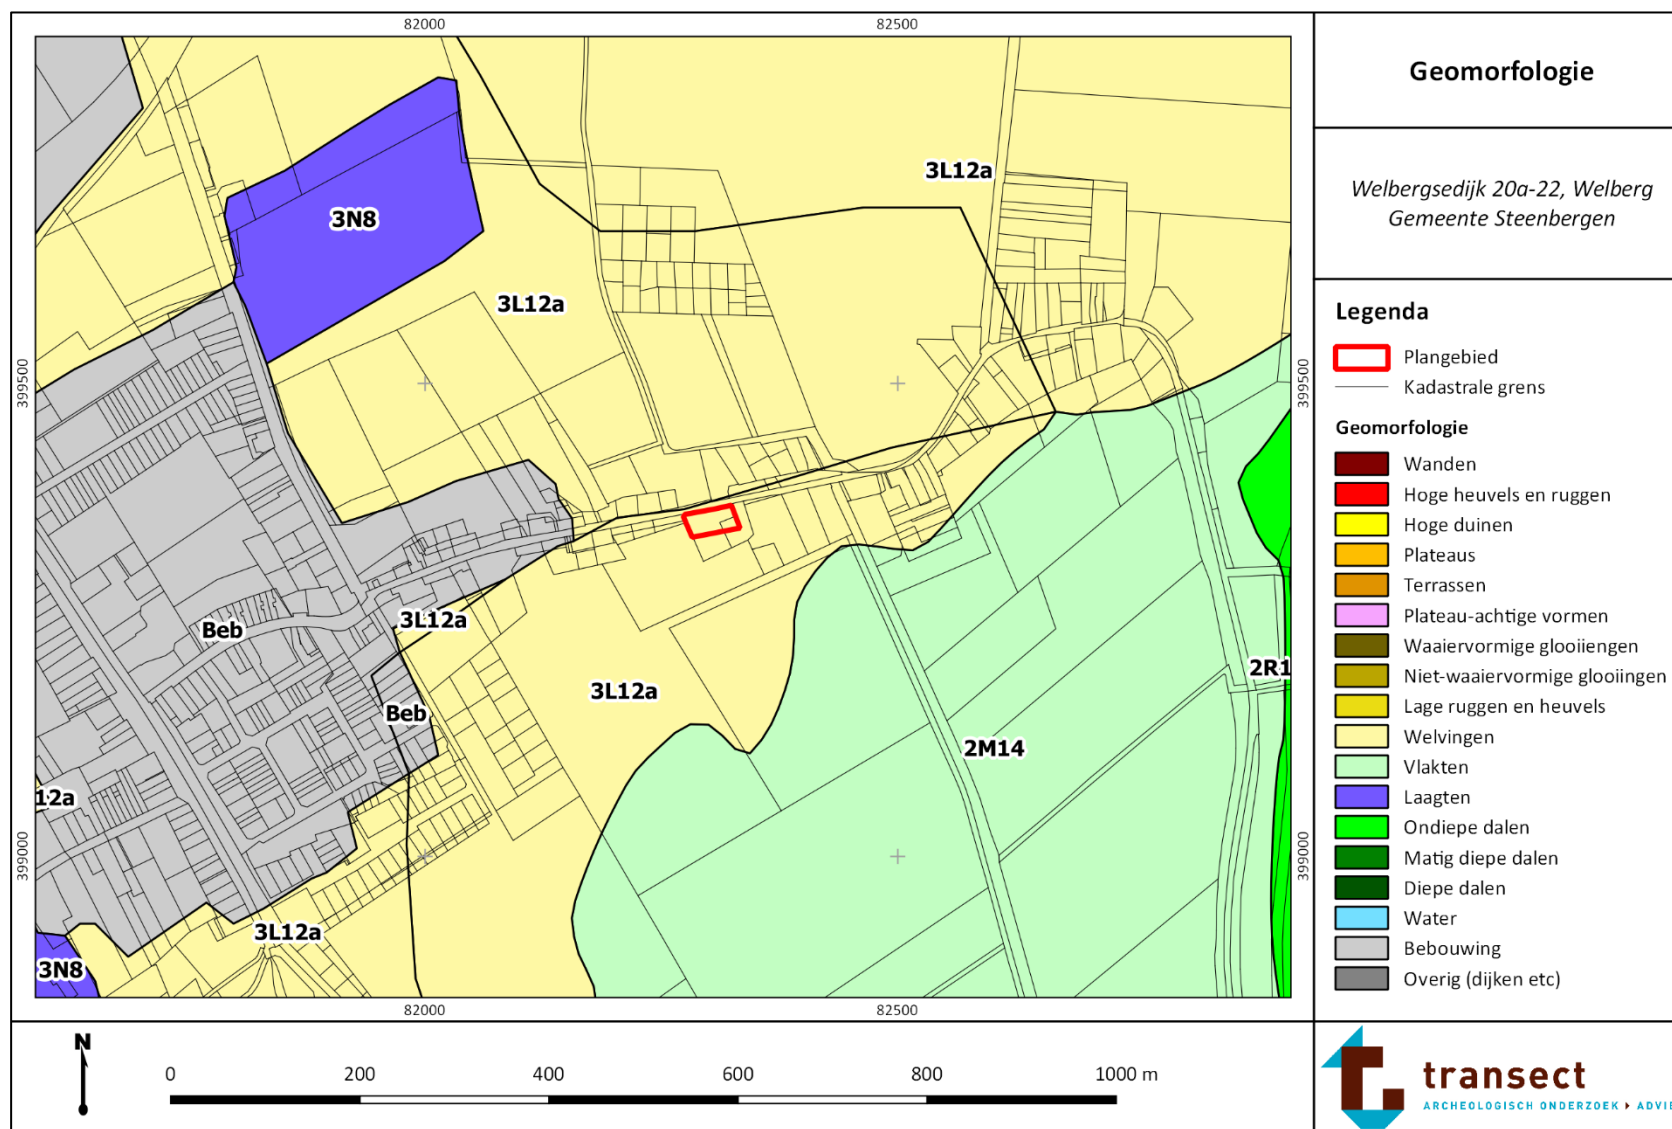 82000
82500
3L12a
3N8
3L12a
399500
399500
3L12a
Beb
3L12a
2R1
Beb
2M14
12a
399000
399000
3L12a
3N8
82000
82500
Geomorfologie
Welbergsedijk 20a-22, Welberg
Gemeente Steenbergen
Legenda
Plangebied
Kadastrale grens
Geomorfologie
Wanden
Hoge heuvels en ruggen
Hoge duinen
Plateaus
Terrassen
Plateau-achtige vormen
Waaiervormige glooiiengen
Niet-waaiervormige glooiingen
Lage ruggen en heuvels
Welvingen
Vlakten
Laagten
Ondiepe dalen
Matig diepe dalen
Diepe dalen
Water
Bebouwing
Overig (dijken etc)
N
0 200 400 600 800 1000 m
transect
ARCHEOLOGISCH ONDERZOEK ▸ ADVIE